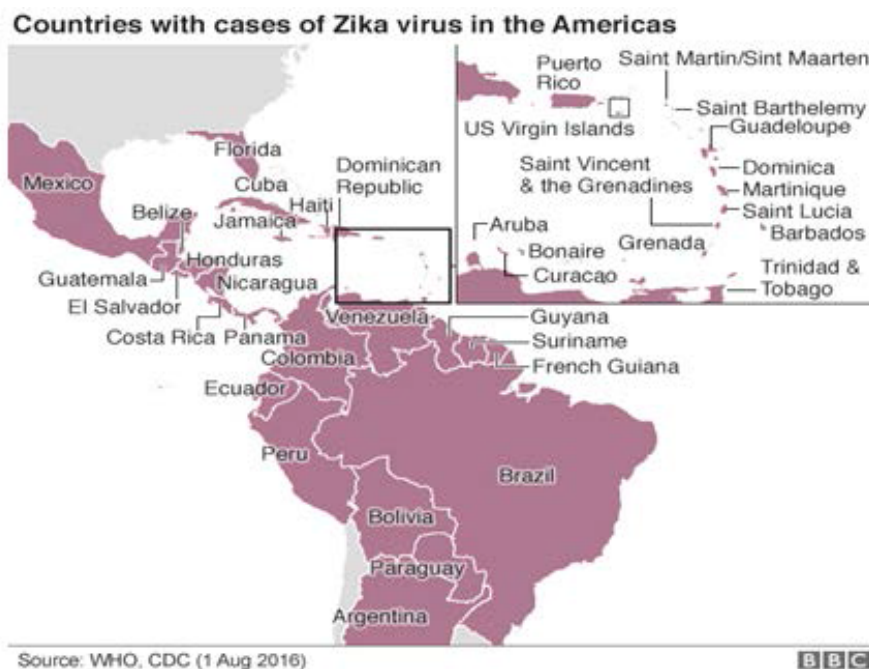 Countries with cases of Zika virus in the Americas
Puerto
Rico
Saint Martin/Sint Maarten
US Virgin Islands
Saint Barthelemy
Guadeloupe
Saint Vincent
& the Grenadines
Dominica
Martinique
Saint Lucia
Barbados
Grenada
Aruba
Bonaire
Curacao
Trinidad &
Tobago
Florida
Mexico
Cuba
Dominican
Republic
Haiti
Belize
Jamaica
Honduras
Guatemala
Nicaragua
El Salvador
Costa Rica
Panama
Venezuela
Guyana
Suriname
French Guiana
Colombia
Ecuador
Peru
Brazil
Bolivia
Paraguay
Argentina
Source: WHO, CDC (1 Aug 2016)
BBC